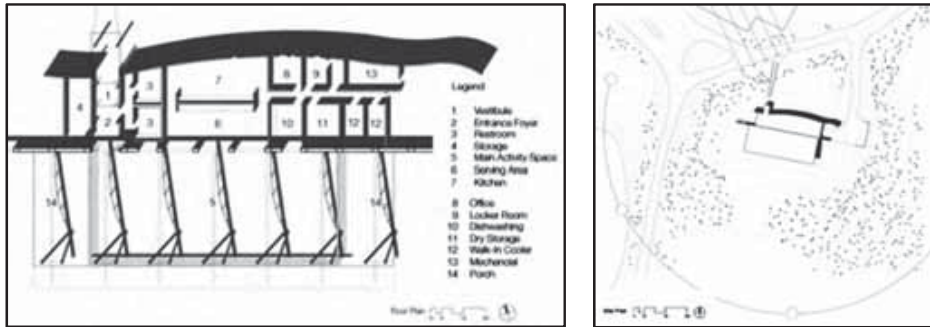 3
7
8
9
13
4
1
2
3
6
10
11
12
12
14
5
14
Legend
1 Vestibule
2 Entrance Foyer
3 Restroom
4 Storage
5 Main Activity Space
6 Serving Area
7 Kitchen
8 Office
9 Locker Room
10 Dishwashing
11 Dry Storage
12 Walk-In Cooler
13 Mechancial
14 Porch
Floor Plan
Site Plan